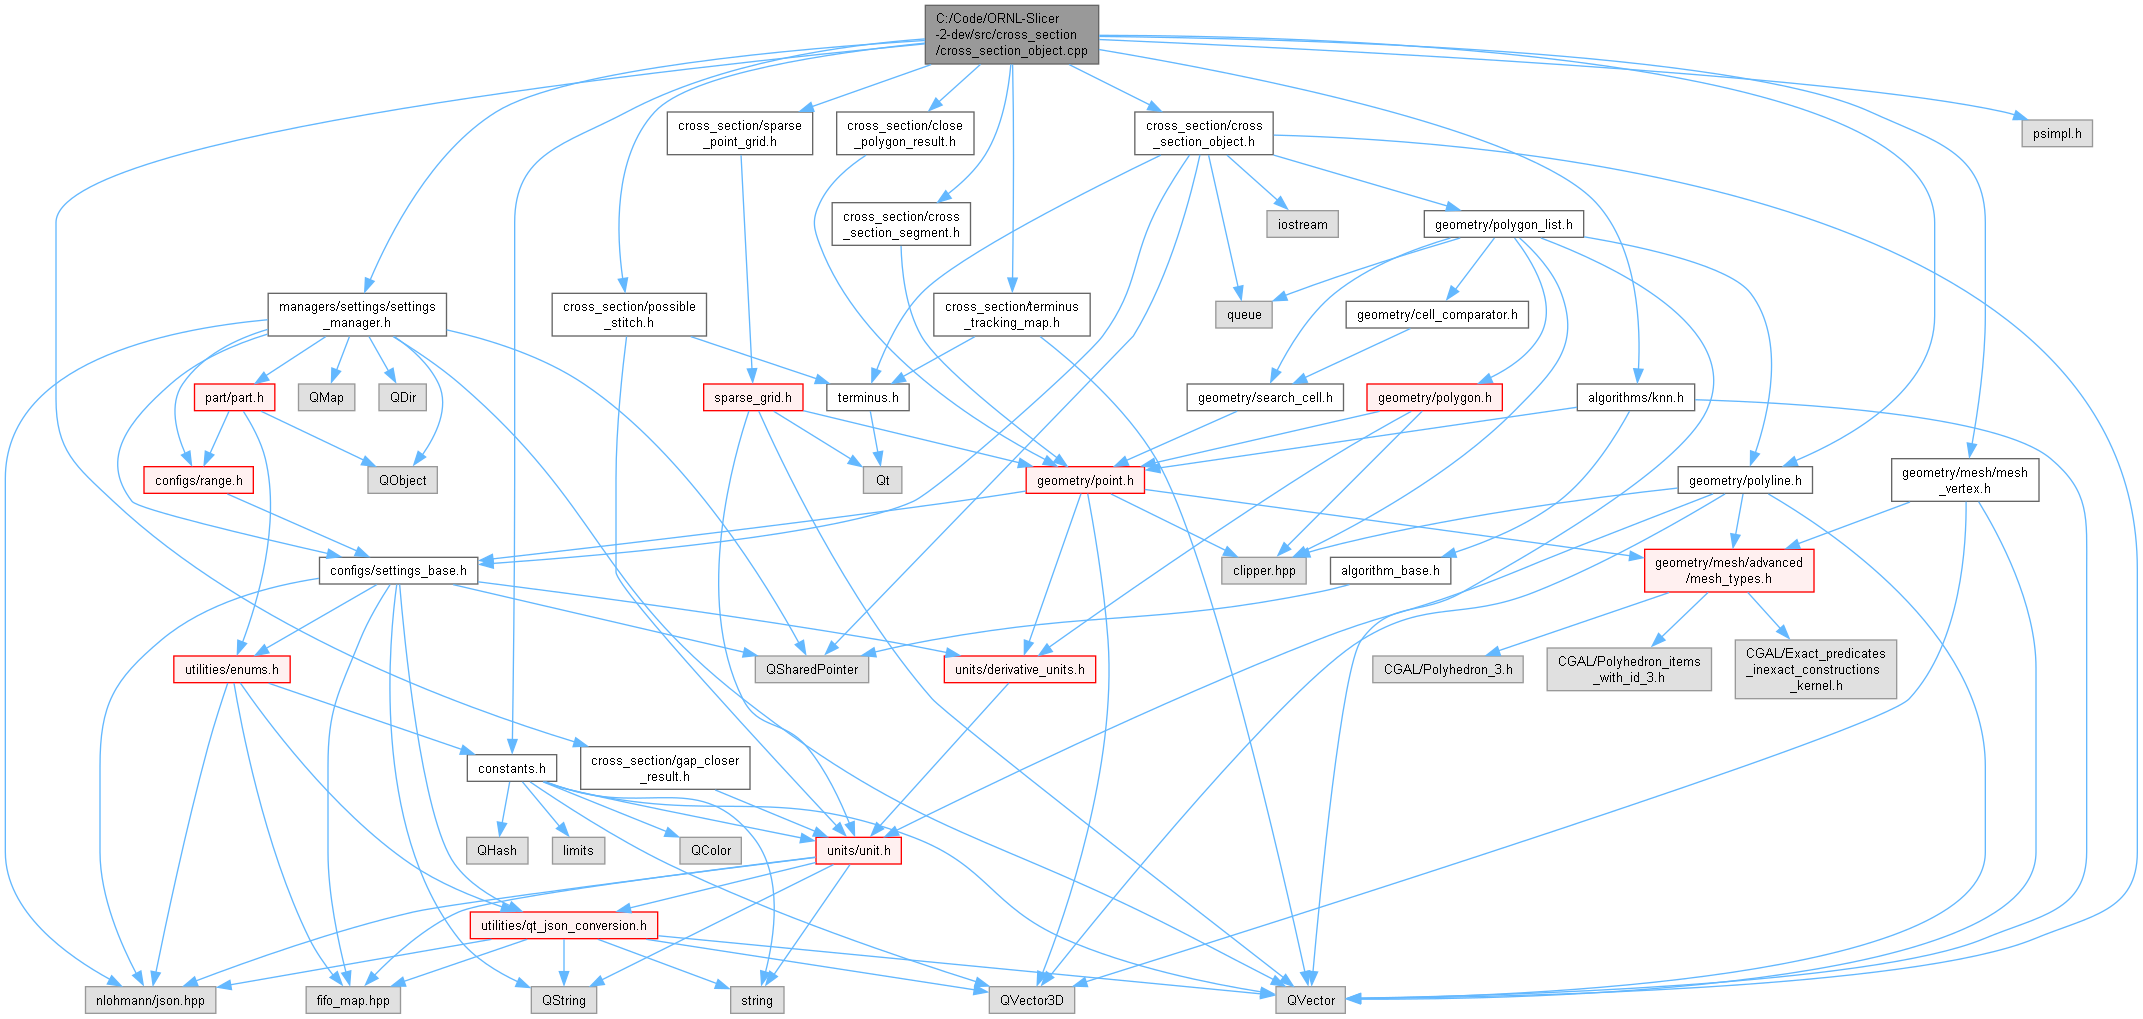 C:/Code/ORNL-Slicer
-2-dev/src/cross_section
/cross_section_object.cpp
cross_section/sparse
_point_grid.h
cross_section/close
_polygon_result.h
cross_section/cross
_section_object.h
psimpl.h
cross_section/cross
_section_segment.h
iostream
geometry/polygon_list.h
managers/settings/settings
_manager.h
cross_section/possible
_stitch.h
cross_section/terminus
_tracking_map.h
queue
geometry/cell_comparator.h
part/part.h
QMap
QDir
sparse_grid.h
terminus.h
geometry/search_cell.h
geometry/polygon.h
algorithms/knn.h
configs/range.h
QObject
Qt
geometry/point.h
geometry/polyline.h
geometry/mesh/mesh
_vertex.h
configs/settings_base.h
clipper.hpp
algorithm_base.h
geometry/mesh/advanced
/mesh_types.h
utilities/enums.h
QSharedPointer
units/derivative_units.h
CGAL/Polyhedron_3.h
CGAL/Polyhedron_items
_with_id_3.h
CGAL/Exact_predicates
_inexact_constructions
_kernel.h
constants.h
cross_section/gap_closer
_result.h
QHash
limits
QColor
units/unit.h
utilities/qt_json_conversion.h
nlohmann/json.hpp
fifo_map.hpp
QString
string
QVector3D
QVector